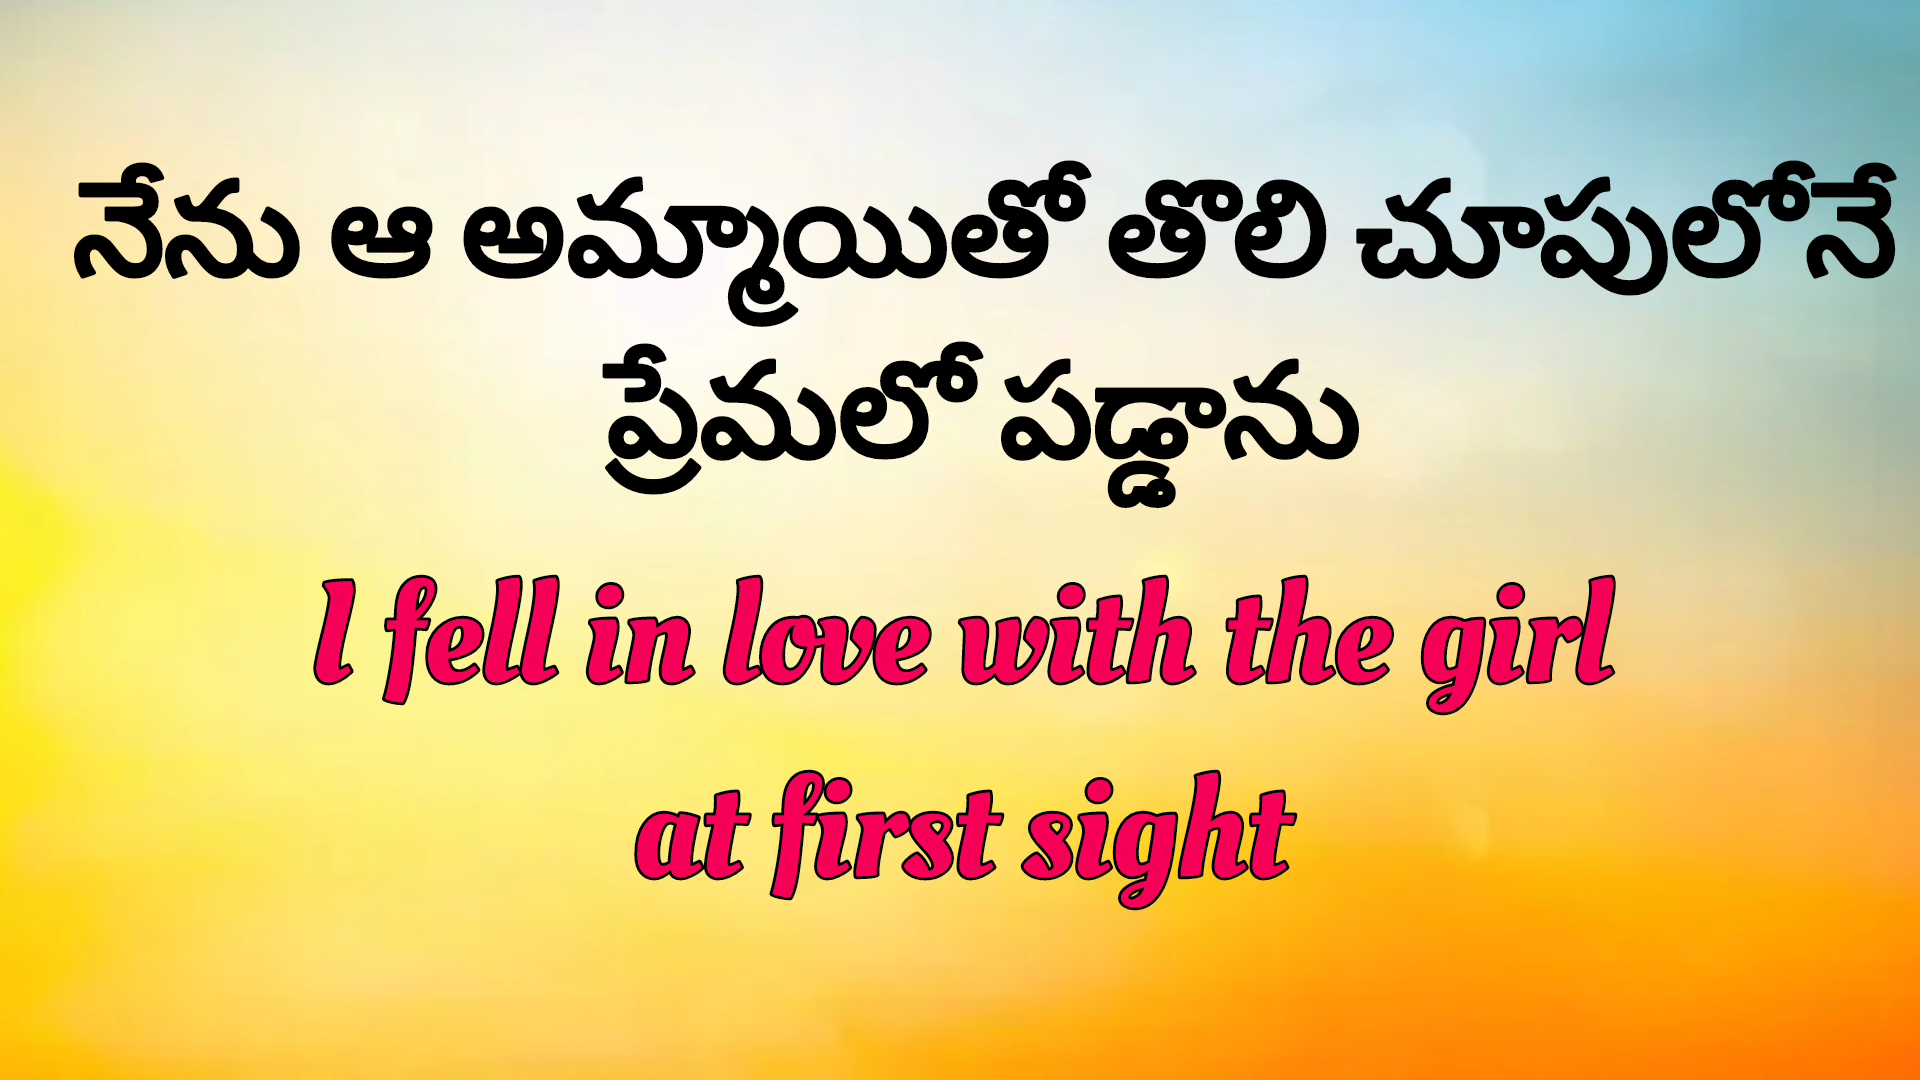 నేను ఆ అమ్మాయితో తొలి చూపులోనే
ప్రేమలో పడ్డాను
I fell in love with the girl
at first sight